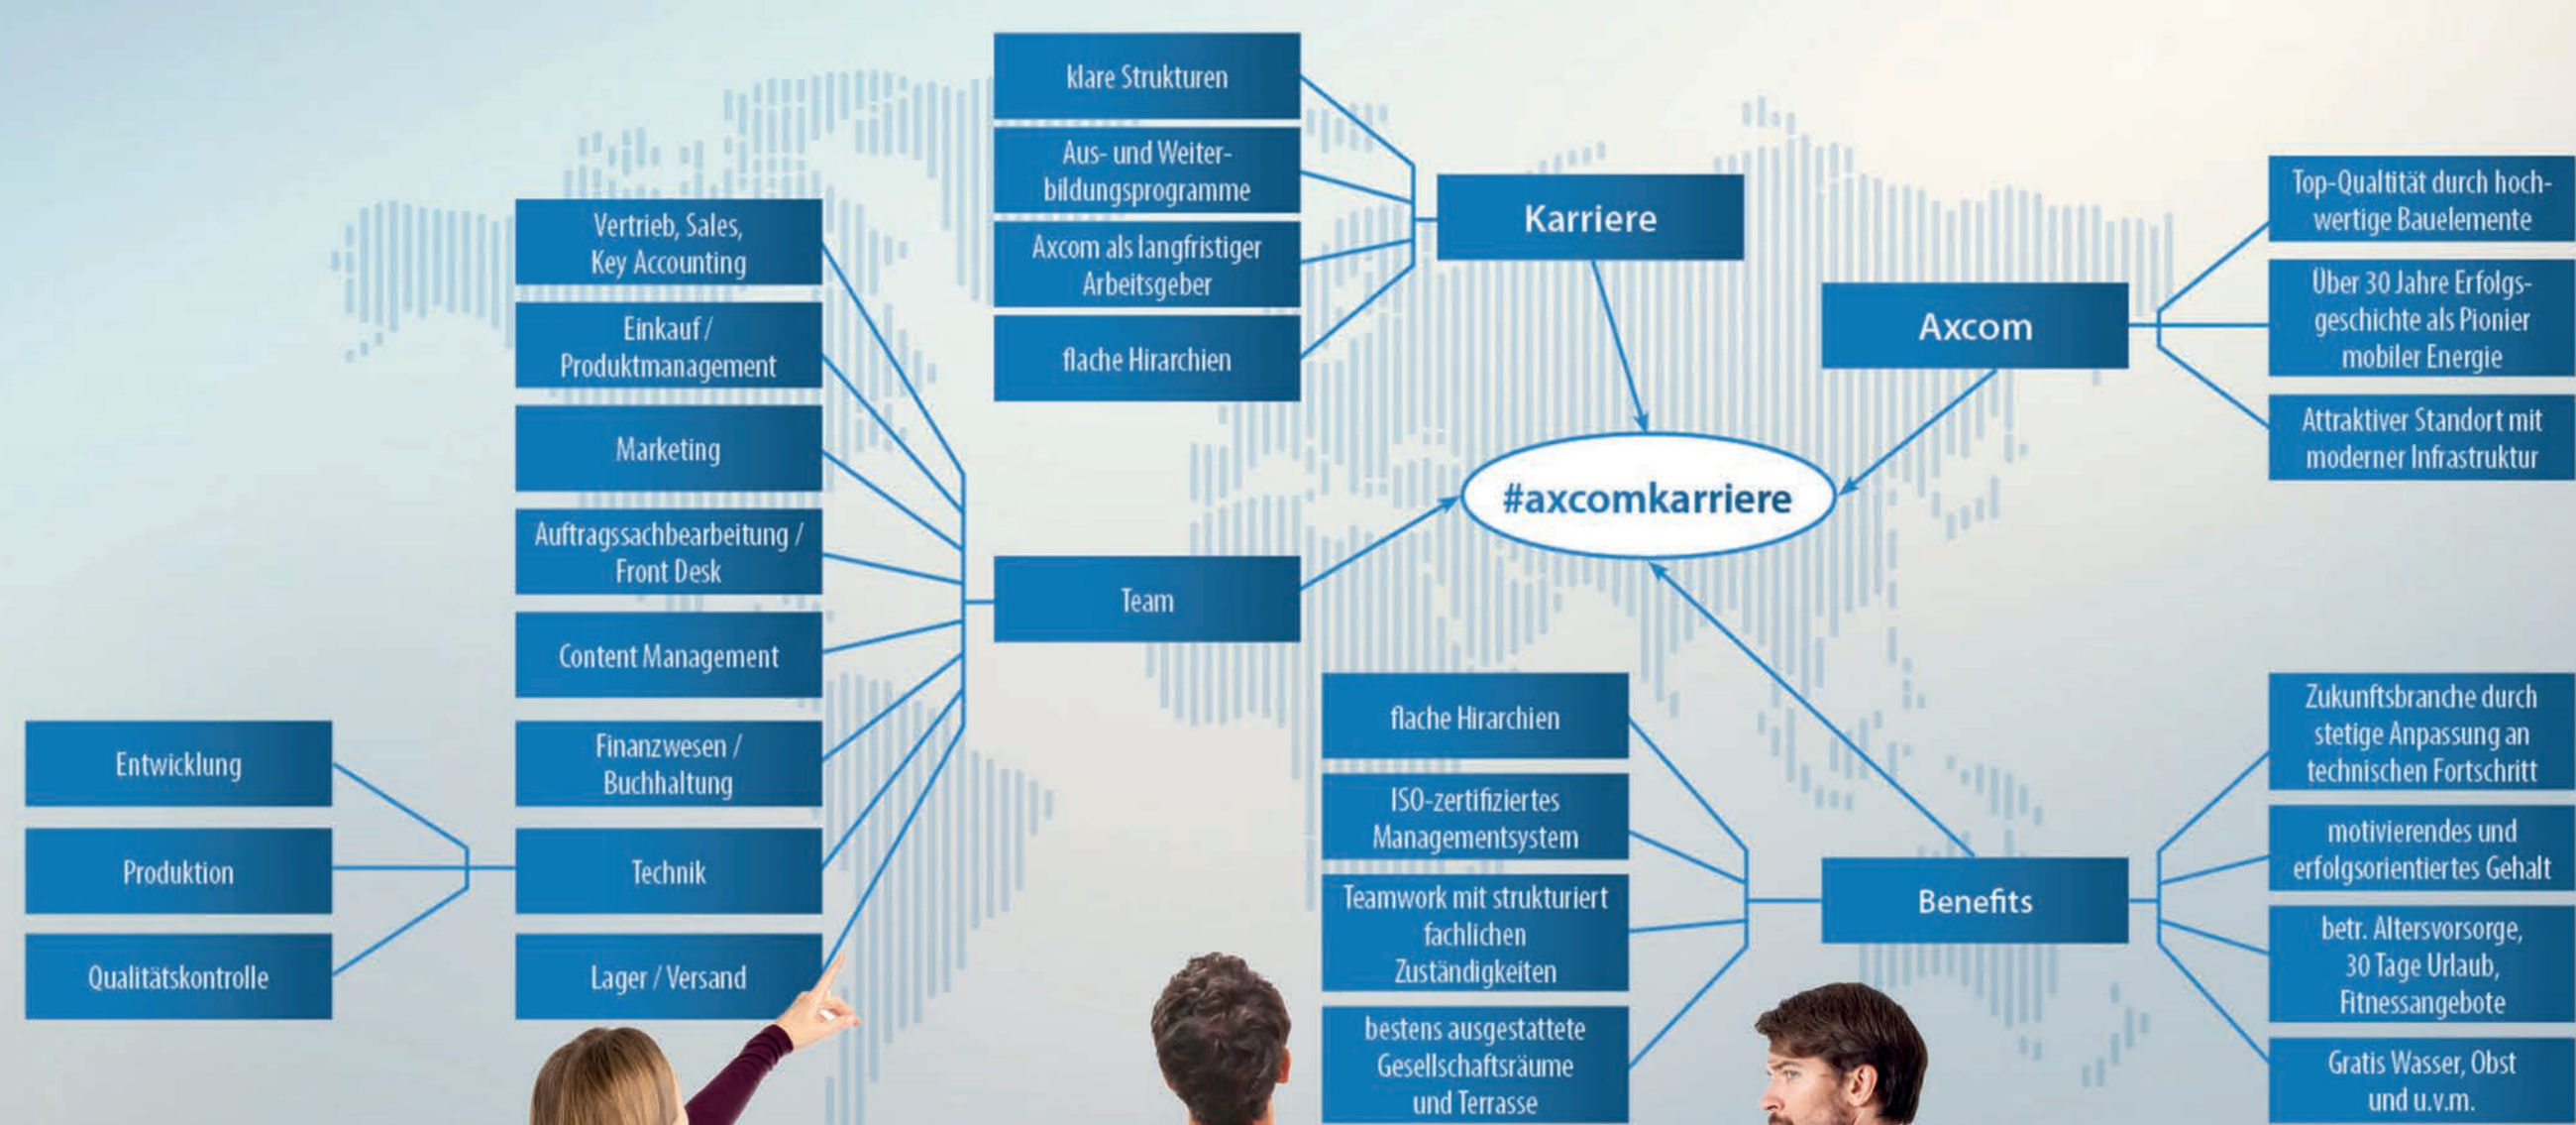 klare Strukturen
Aus- und Weiter-
bildungsprogramme
Axcom als langfristiger
Arbeitsgeber
flache Hirarchien
Karriere
Vertrieb, Sales,
Key Accounting
Einkauf /
Produktmanagement
Marketing
Auftragssachbearbeitung /
Front Desk
Content Management
Finanzwesen /
Buchhaltung
Technik
Lager / Versand
Entwicklung
Produktion
Qualitätskontrolle
Team
#axcomkarriere
Axcom
Top-Qualtität durch hoch-
wertige Bauelemente
Über 30 Jahre Erfolgs-
geschichte als Pionier
mobiler Energie
Attraktiver Standort mit
moderner Infrastruktur
flache Hirarchien
ISO-zertifiziertes
Managementsystem
Teamwork mit strukturiert
fachlichen
Zuständigkeiten
bestens ausgestattete
Gesellschaftsräume
und Terrasse
Benefits
Zukunftsbranche durch
stetige Anpassung an
technischen Fortschritt
motivierendes und
erfolgsorientiertes Gehalt
betr. Altersvorsorge,
30 Tage Urlaub,
Fitnessangebote
Gratis Wasser, Obst
und u.v.m.